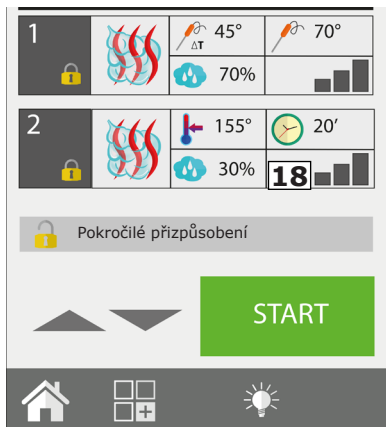 1 45° 70°
ΔT
70%
2 155° 20′
30% 18
Pokročilé přizpůsobení
START